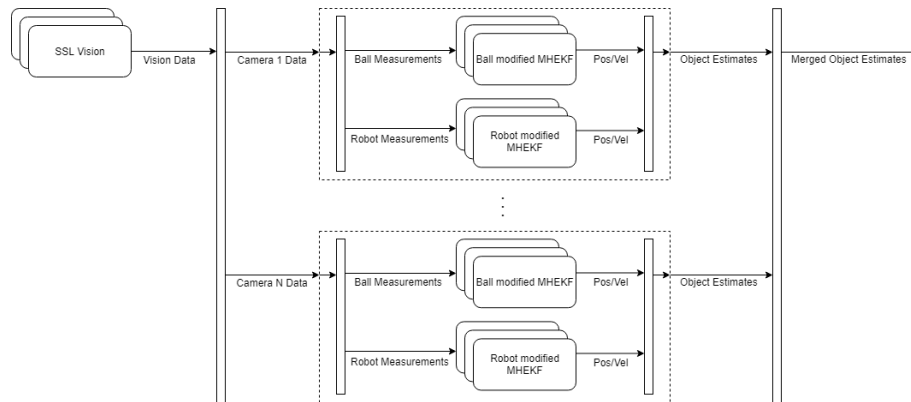 SSL Vision
Vision Data
Camera 1 Data
Ball Measurements
Ball modified MHEKF
Pos/Vel
Object Estimates
Merged Object Estimates
Robot Measurements
Robot modified
MHEKF
Pos/Vel
Camera N Data
Ball Measurements
Ball modified MHEKF
Pos/Vel
Object Estimates
Robot Measurements
Robot modified
MHEKF
Pos/Vel